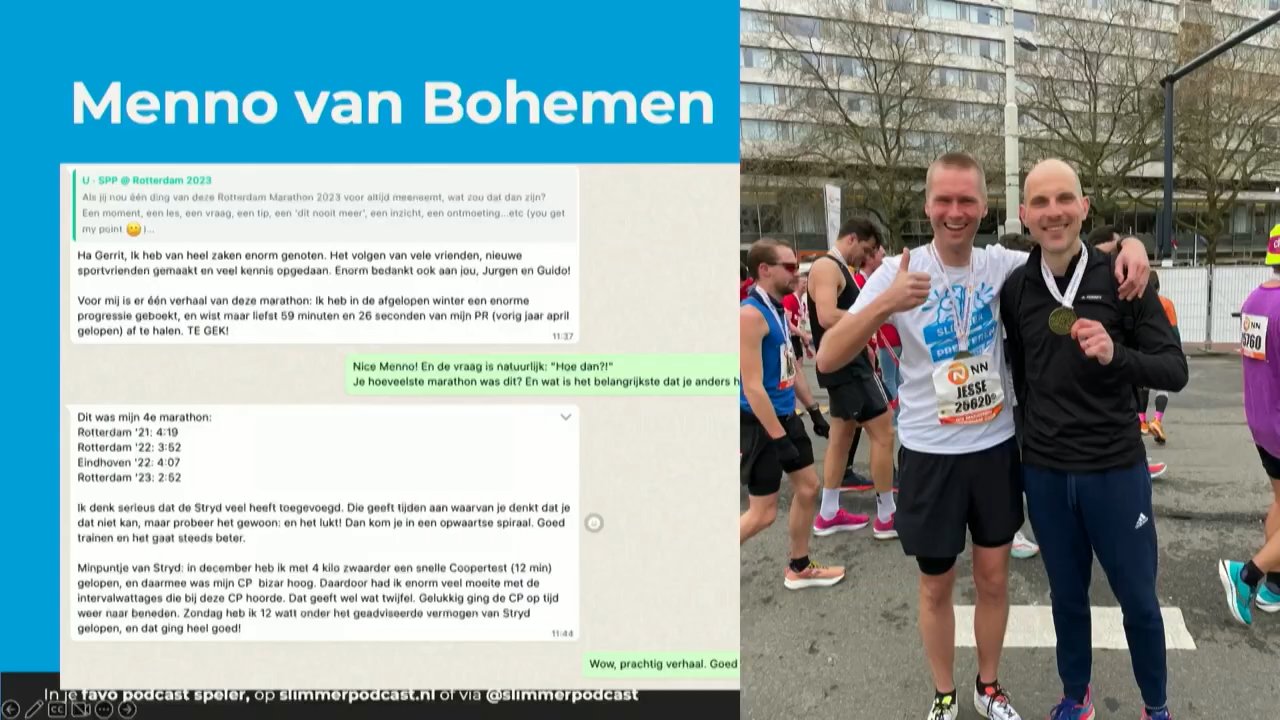 Menno van Bohemen
U - SPP @ Rotterdam 2023
Als jij nou één ding van deze Rotterdam Marathon 2023 voor altijd meeneemt, wat zou dat dan zijn?
Een moment, een les, een vraag, een tip, een 'dit nooit meer', een inzicht, een ontmoeting...etc (you get
my point 🤔)...
Ha Gerrit, Ik heb van heel zaken enorm genoten. Het volgen van vele vrienden, nieuwe
sportvrienden gemaakt en veel kennis opgedaan. Enorm bedankt ook aan jou, Jurgen en Guido!
Voor mij is er één verhaal van deze marathon: Ik heb in de afgelopen winter een enorme
progressie geboekt, en wist maar liefst 59 minuten en 26 seconden van mijn PR (vorig jaar april
gelopen) af te halen. TE GEK!
11:37
Nice Menno! En de vraag is natuurlijk: "Hoe dan?!"
Je hoeveelste marathon was dit? En wat is het belangrijkste dat je anders h
Dit was mijn 4e marathon:
Rotterdam '21: 4:19
Rotterdam '22: 3:52
Eindhoven '22: 4:07
Rotterdam '23: 2:52
Ik denk serieus dat de Stryd veel heeft toegevoegd. Die geeft tijden aan waarvan je denkt dat je
dat niet kan, maar probeer het gewoon: en het lukt! Dan kom je in een opwaartse spiraal. Goed
trainen en het gaat steeds beter.
Minpuntje van Stryd: in december heb ik met 4 kilo zwaarder een snelle Coopertest (12 min)
gelopen, en daarmee was mijn CP bizar hoog. Daardoor had ik enorm veel moeite met de
intervalwattages die bij deze CP hoorde. Dat geeft wel wat twijfel. Gelukkig ging de CP op tijd
weer naar beneden. Zondag heb ik 12 watt onder het geadviseerde vermogen van Stryd
gelopen, en dat ging heel goed!
11:44
Wow, prachtig verhaal. Goed
In je favo podcast speler, op slimmerpodcast.nl of via @slimmerpodcast
CC
NN
JESSE
26620
NN
5760